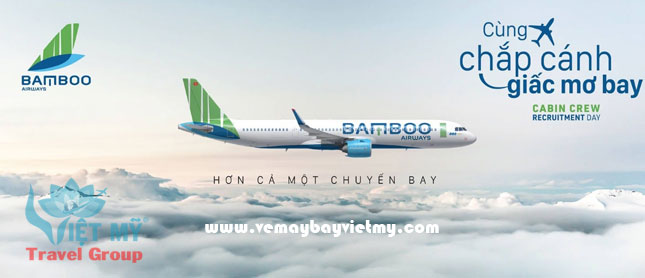 BAMBOO
AIRWAYS
Cùng
chắp cánh
giấc mơ bay
CABIN CREW
RECRUITMENT DAY
BAMBOO
AIRWAYS
HƠN CẢ MỘT CHUYẾN BAY
www.vemaybayvietmy.com
VIỆT MỸ
Travel Group